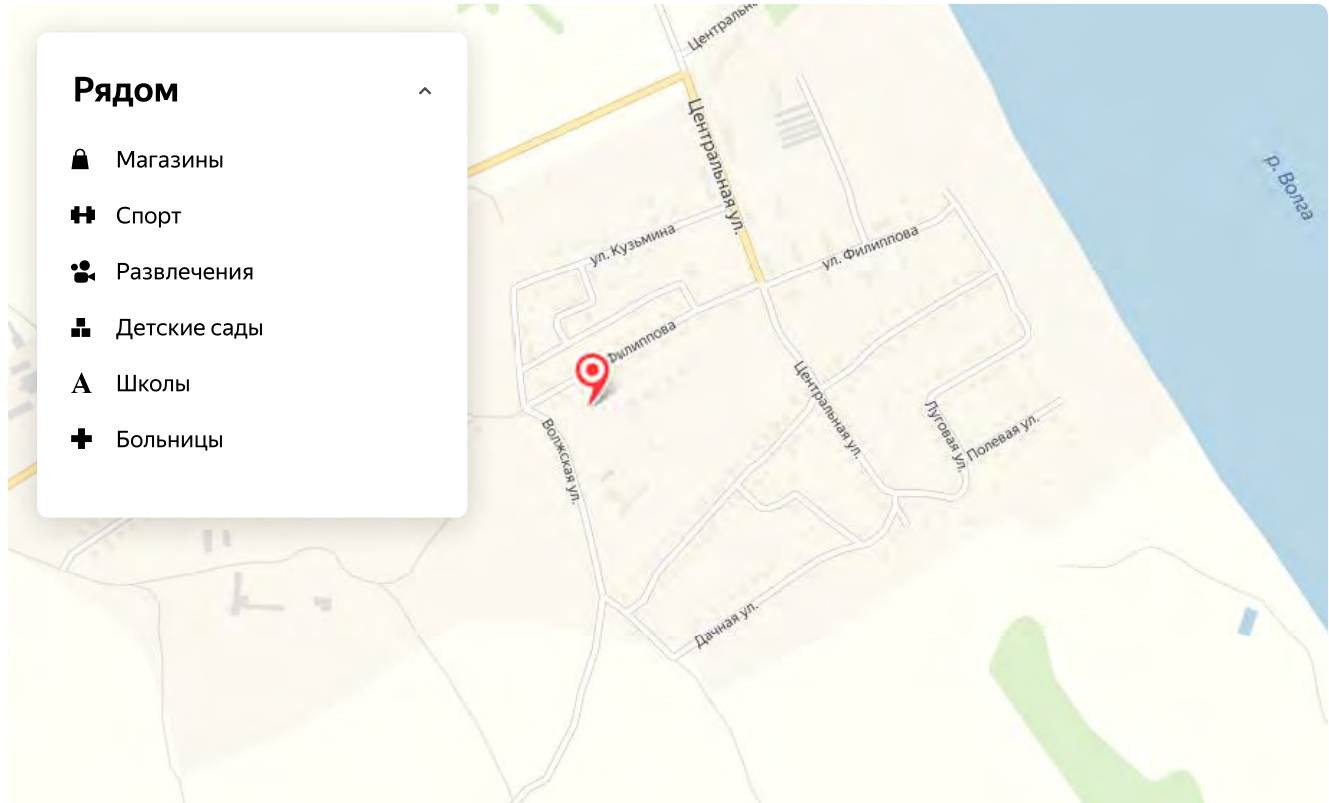 Рядом
Магазины
Спорт
Развлечения
Детские сады
А Школы
Больницы
Центральная ул.
р. Волга
ул. Кузьмина
ул. Филиппова
Филиппова
Центральная ул.
Волжская ул.
Луговая ул.
Полевая ул.
Дачная ул.